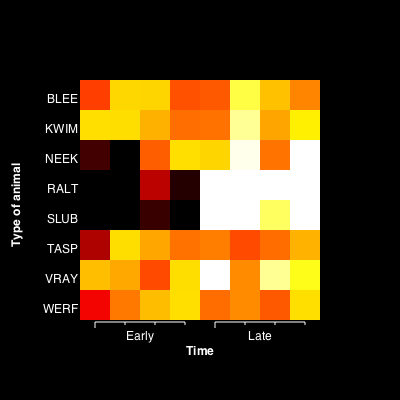 BLEE
KWIM
NEEK
RALT
SLUB
TASP
VRAY
WERF
Type of animal
Early Late
Time